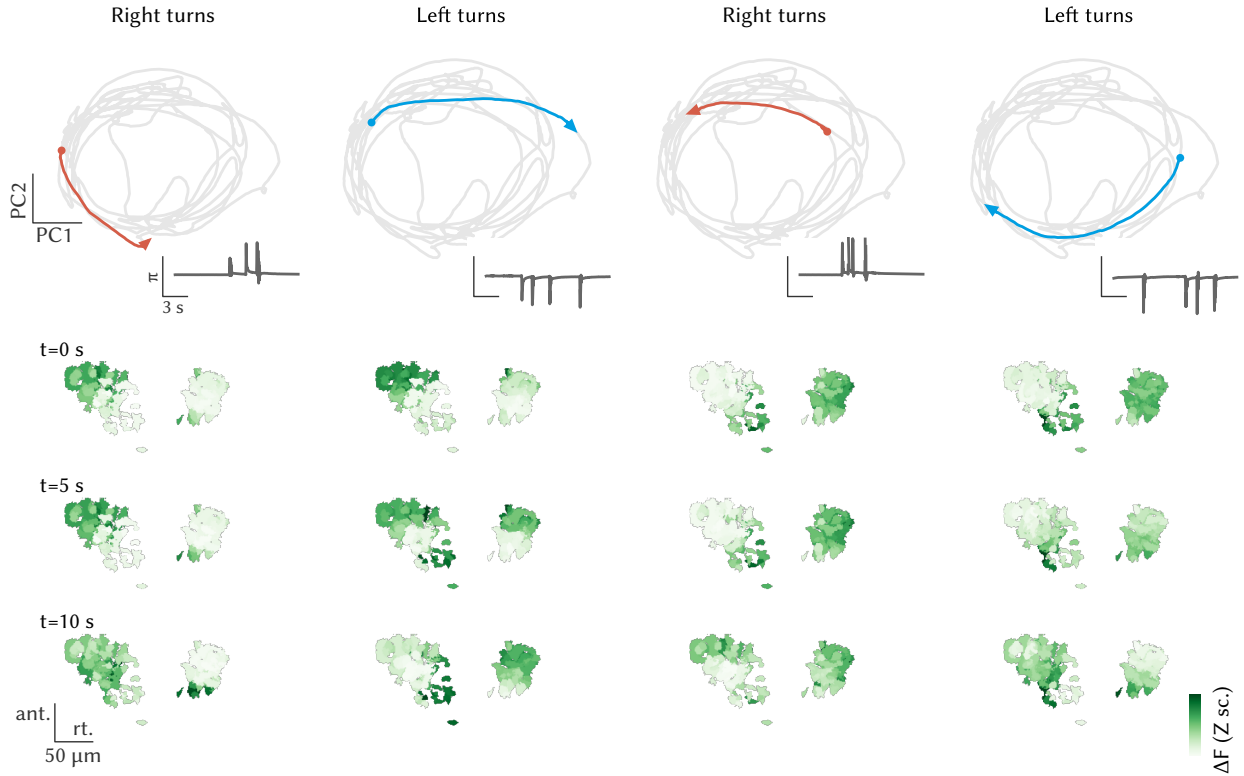 Right turns
Left turns
Right turns
Left turns
PC2
PC1
π
3 s
t=0 s
t=5 s
t=10 s
ant.
rt.
50 μm
ΔF (Z sc.)